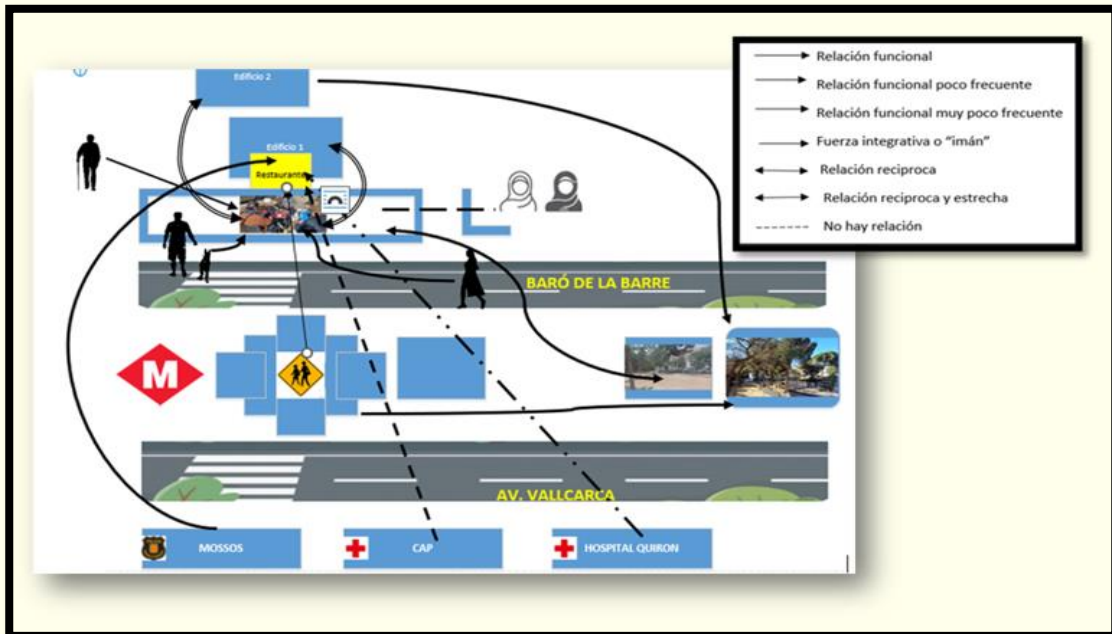 Relación funcional
Relación funcional poco frecuente
Relación funcional muy poco frecuente
Fuerza integrativa o “imán”
Relación reciproca
Relación reciproca y estrecha
No hay relación
Edificio 2
Edificio 1
Restaurante
BARÓ DE LA BARRE
M
AV. VALLCARCA
MOSSOS
CAP
HOSPITAL QUIRON